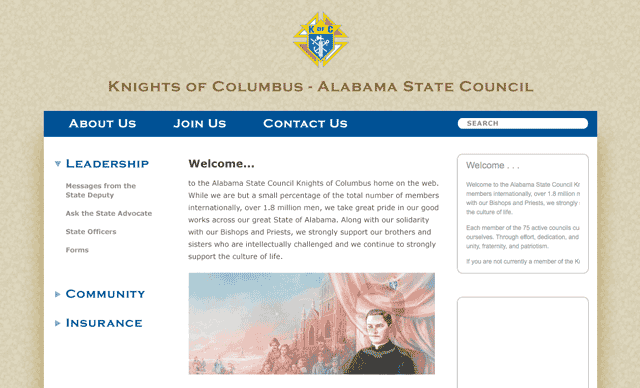 K OF C
KNIGHTS OF COLUMBUS - ALABAMA STATE COUNCIL
ABOUT US
JOIN US
CONTACT US
SEARCH
LEADERSHIP
Messages from the
State Deputy
Ask the State Advocate
State Officers
Forms
COMMUNITY
INSURANCE
Welcome...
to the Alabama State Council Knights of Columbus home on the web.
While we are but a small percentage of the total number of members
internationally, over 1.8 million men, we take great pride in our good
works across our great State of Alabama. Along with our solidarity
with our Bishops and Priests, we strongly support our brothers and
sisters who are intellectually challenged and we continue to strongly
support the culture of life.
Welcome . . .
Welcome to the Alabama State Council Kn
members internationally, over 1.8 million n
with our Bishops and Priests, we strongly
the culture of life.
Each member of the 75 active councils cu
ourselves. Through effort, dedication, and
unity, fraternity, and patriotism.
If you are not currently a member of the Kn